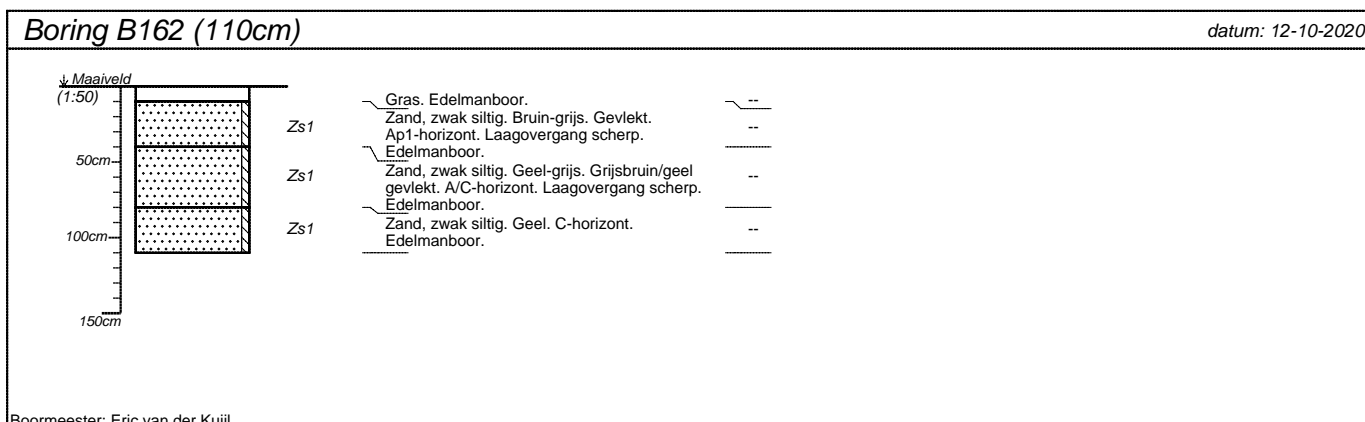 Boring B162 (110cm)
datum: 12-10-2020
Maaiveld
(1:50)
Gras. Edelmanboor.
--
Zs1
Zand, zwak siltig. Bruin-grijs. Gevlekt.
Ap1-horizont. Laagovergang scherp.
Edelmanboor.
--
50cm
Zs1
Zand, zwak siltig. Geel-grijs. Grijsbruin/geel
gevlekt. A/C-horizont. Laagovergang scherp.
Edelmanboor.
--
100cm
Zs1
Zand, zwak siltig. Geel. C-horizont.
Edelmanboor.
--
150cm
Boormeester: Eric van der Kuijl